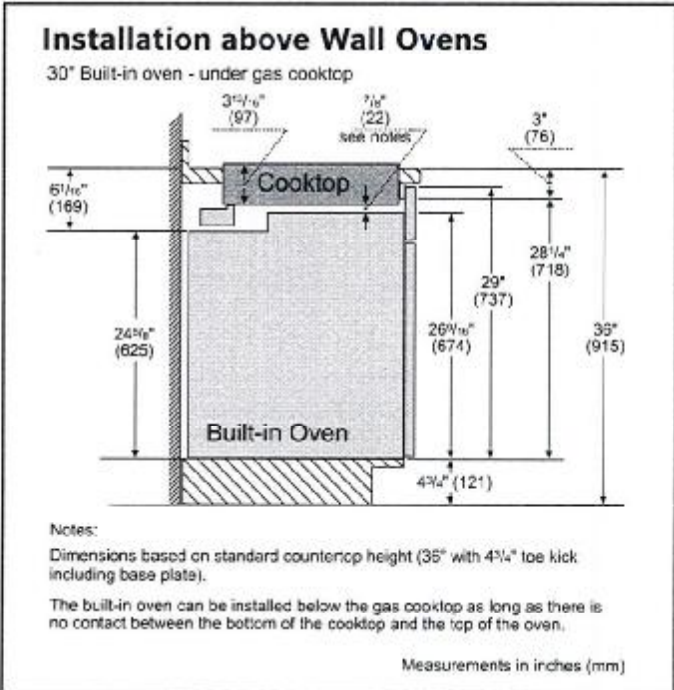 Installation above Wall Ovens
30" Built-in oven - under gas cooktop
3¹³/₁₆"
(97)
⁷/₈"
(22)
see notes
3"
(76)
Cooktop
6¹/₁₆"
(169)
28¹/₄"
(718)
29"
(737)
24⁵/₈"
(625)
26⁹/₁₆"
(674)
36"
(915)
Built-in Oven
4³/₄" (121)
Notes:
Dimensions based on standard countertop height (36" with 4³/₄" toe kick
including base plate).
The built-in oven can be installed below the gas cooktop as long as there is
no contact between the bottom of the cooktop and the top of the oven.
Measurements in inches (mm)